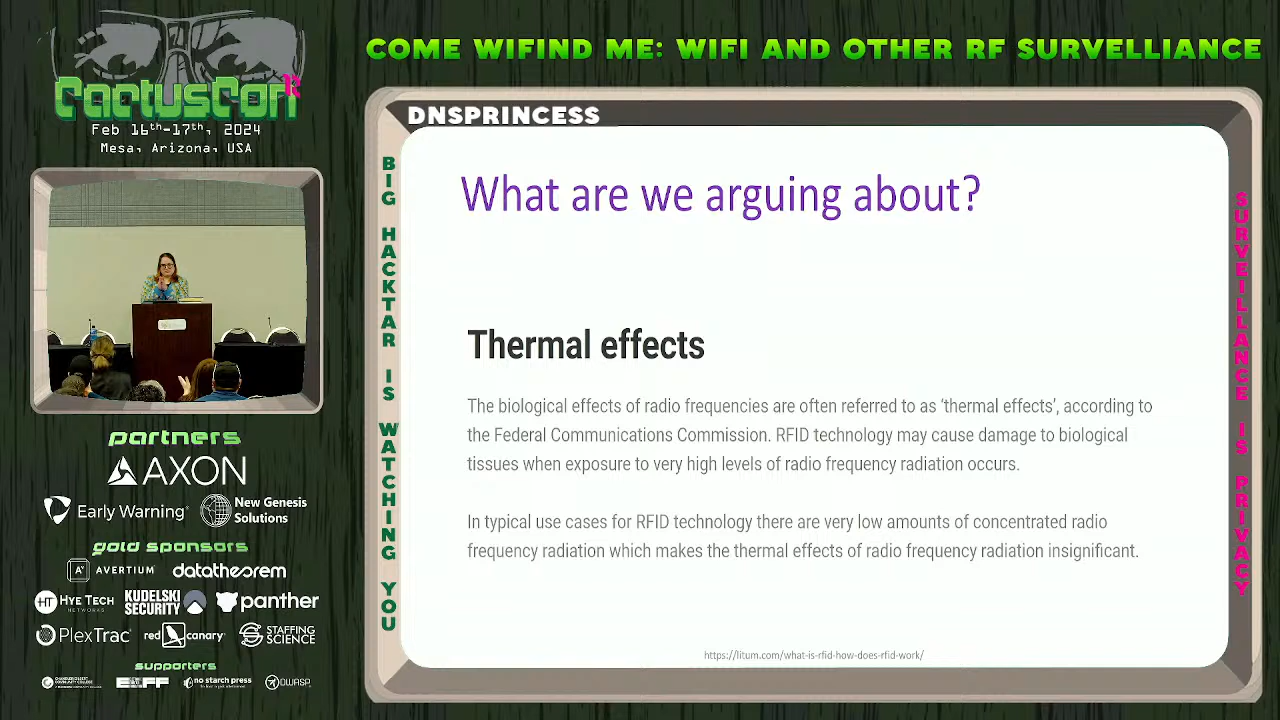 COME WIFIND ME: WIFI AND OTHER RF SURVELLIANCE
CactusCon
12
Feb 16th-17th, 2024
Mesa, Arizona, USA
DNSPRINCESS
BIG HACKTAR IS WATCHING YOU
What are we arguing about?
Thermal effects
The biological effects of radio frequencies are often referred to as ‘thermal effects’, according to
the Federal Communications Commission. RFID technology may cause damage to biological
tissues when exposure to very high levels of radio frequency radiation occurs.
In typical use cases for RFID technology there are very low amounts of concentrated radio
frequency radiation which makes the thermal effects of radio frequency radiation insignificant.
https://litum.com/what-is-rfid-how-does-rfid-work/
SURVEILLANCE IS PRIVACY
partners
AXON
Early Warning
New Genesis
Solutions
gold sponsors
A+ AVERTIUM
datatheorem
HT HYE TECH
NETWORKS
KUDELSKI
SECURITY
panther
PlexTrac
red canary
STAFFING
SCIENCE
supporters
EFF
no starch press
OWASP